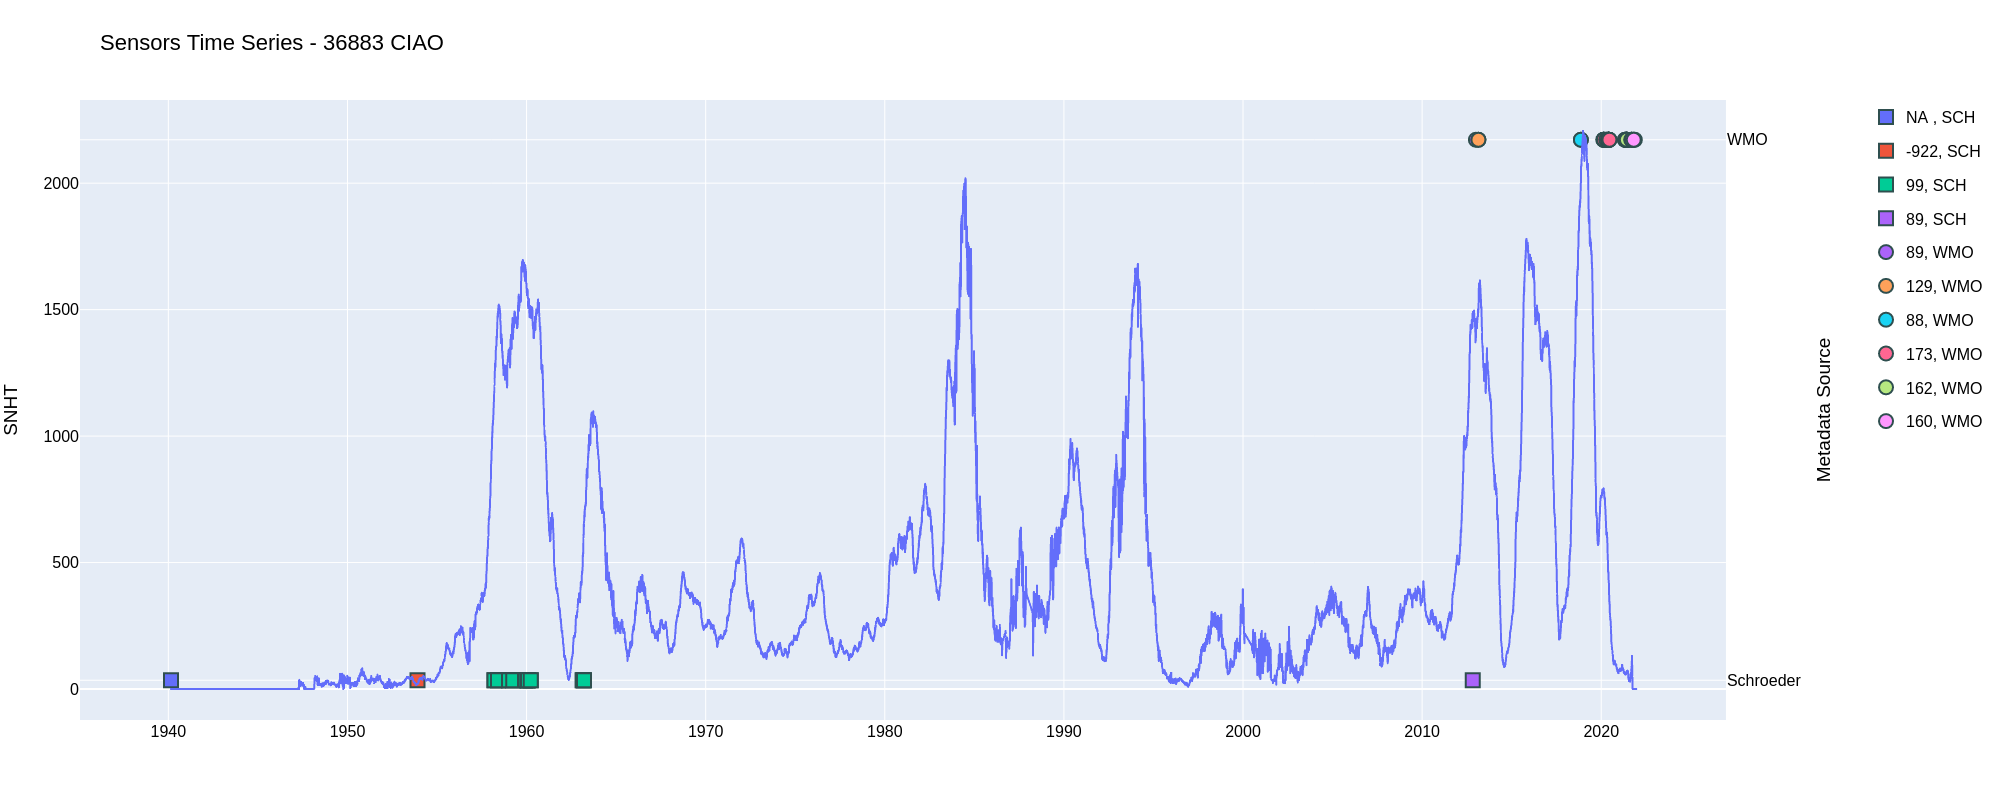 Sensors Time Series - 36883 CIAO
NA , SCH
-922, SCH
99, SCH
89, SCH
89, WMO
129, WMO
88, WMO
173, WMO
162, WMO
160, WMO
WMO
Schroeder
Metadata Source
SNHT
2000
1500
1000
500
0
1940 1950 1960 1970 1980 1990 2000 2010 2020